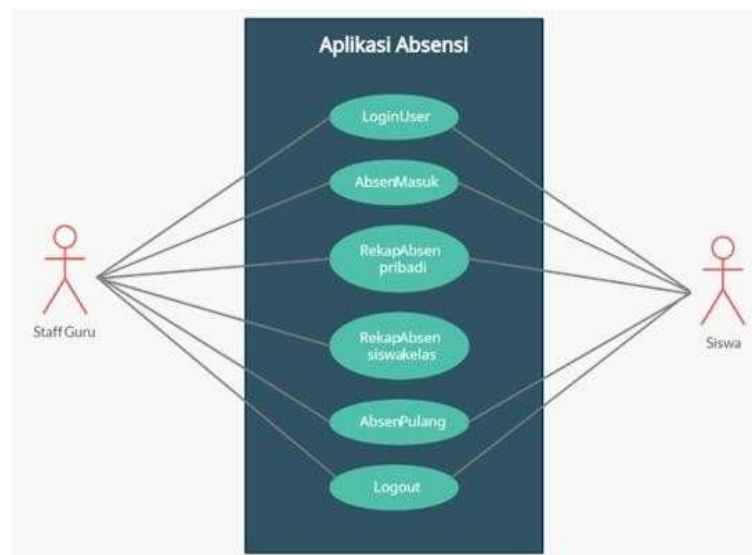 Aplikasi Absensi
LoginUser
AbsenMasuk
RekapAbsen
pribadi
RekapAbsen
siswakelas
AbsenPulang
Logout
Staff Guru
Siswa